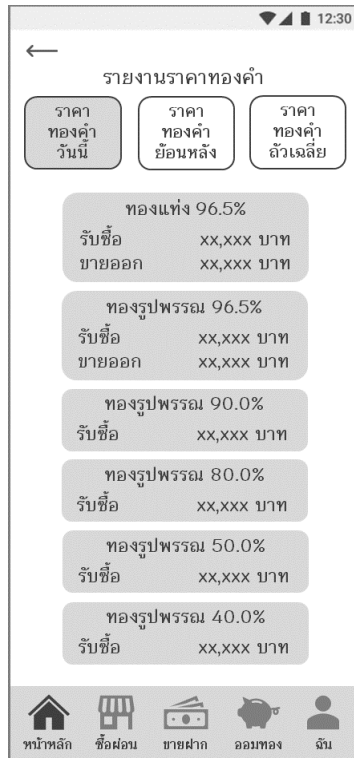 12:30
รายงานราคาทองคำ
ราคา
ทองคำ
วันนี้
ราคา
ทองคำ
ย้อนหลัง
ราคา
ทองคำ
ถัวเฉลี่ย
ทองแท่ง 96.5%
รับซื้อ xx,xxx บาท
ขายออก xx,xxx บาท
ทองรูปพรรณ 96.5%
รับซื้อ xx,xxx บาท
ขายออก xx,xxx บาท
ทองรูปพรรณ 90.0%
รับซื้อ xx,xxx บาท
ทองรูปพรรณ 80.0%
รับซื้อ xx,xxx บาท
ทองรูปพรรณ 50.0%
รับซื้อ xx,xxx บาท
ทองรูปพรรณ 40.0%
รับซื้อ xx,xxx บาท
หน้าหลัก ซื้อผ่อน ขายฝาก ออมทอง ฉัน